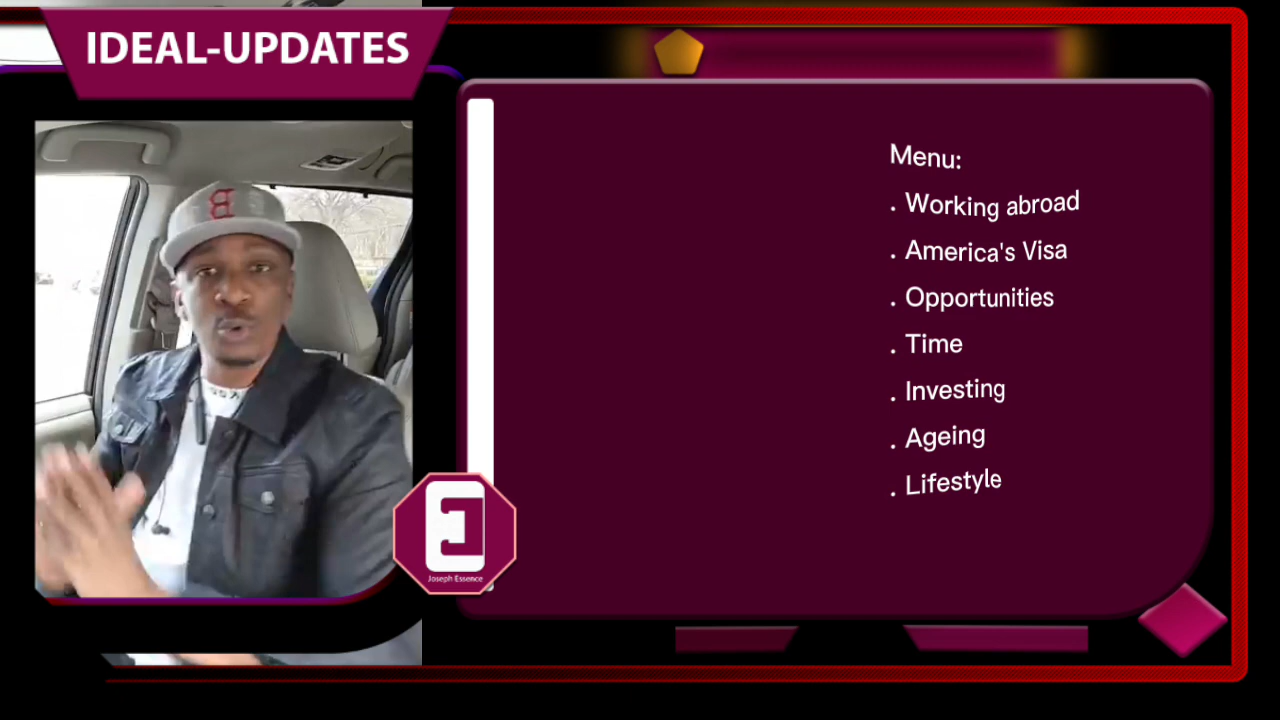 IDEAL-UPDATES
Menu:
. Working abroad
. America's Visa
. Opportunities
. Time
. Investing
. Ageing
. Lifestyle
Joseph Essence